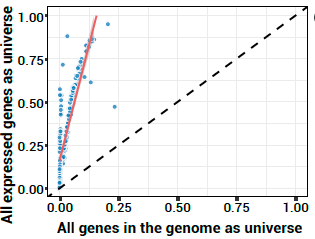 All expressed genes as universe
1.00
0.75
0.50
0.25
0.00
0.00 0.25 0.50 0.75 1.00
All genes in the genome as universe